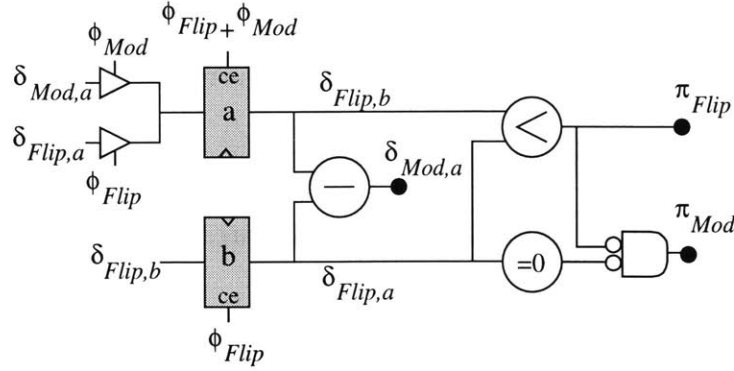 ϕFlip + ϕMod
ϕMod
δMod,a
ce
a
δFlip,b
<
πFlip
δFlip,a
ϕFlip
−
δMod,a
πMod
δFlip,b
b
ce
δFlip,a
=0
ϕFlip